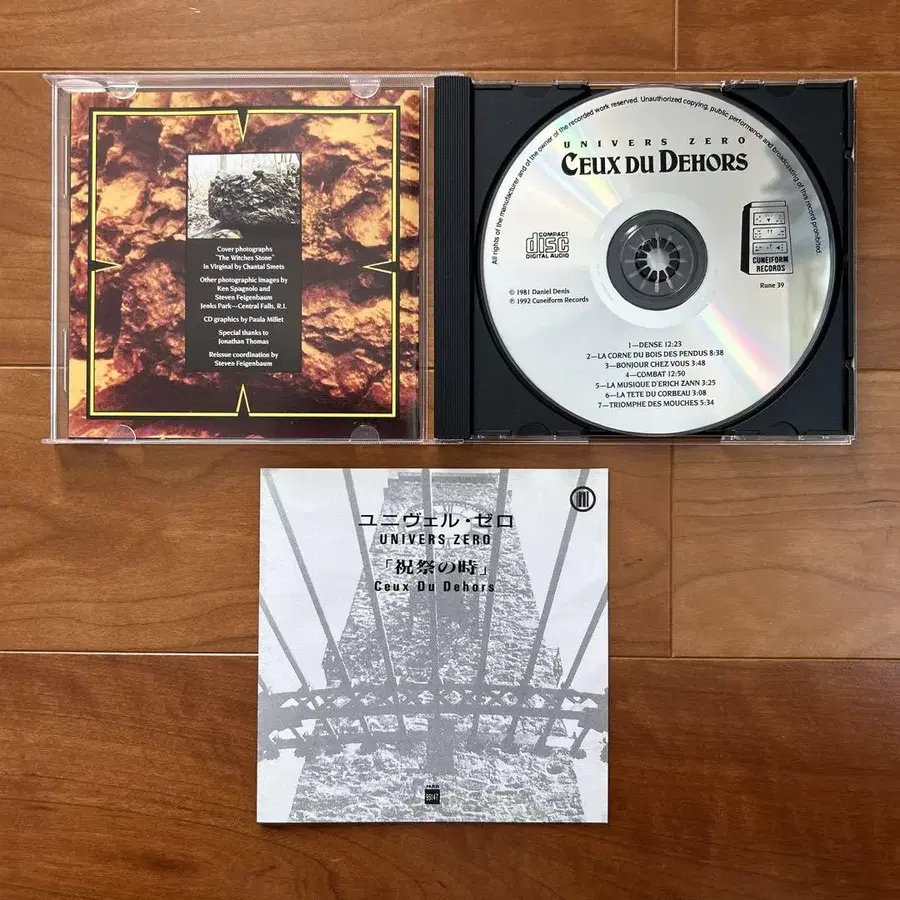 Cover photographs
"The Witches Stone"
in Virginal by Chantal Smets
Other photographic images by
Ken Spagnolo and
Steven Feigenbaum
Jenks Park—Central Falls, R.I.
CD graphics by Paula Millet
Special thanks to
Jonathan Thomas
Reissue coordination by
Steven Feigenbaum
All rights of the manufacturer and of the owner of the recorded work reserved. Unauthorized copying, public performance and broadcasting of this record prohibited.
UNIVERS ZERO
CEUX DU DEHORS
COMPACT
disc
DIGITAL AUDIO
CUNEIFORM
RECORDS
Rune 39
© 1981 Daniel Denis
℗ 1992 Cuneiform Records
1—DENSE 12:23
2—LA CORNE DU BOIS DES PENDUS 8:38
3—BONJOUR CHEZ VOUS 3:48
4—COMBAT 12:50
5—LA MUSIQUE D'ERICH ZANN 3:25
6—LA TETE DU CORBEAU 3:08
7—TRIOMPHE DES MOUCHES 5:34
ユニヴェル・ゼロ
UNIVERS ZERO
「祝祭の時」
Ceux Du Dehors